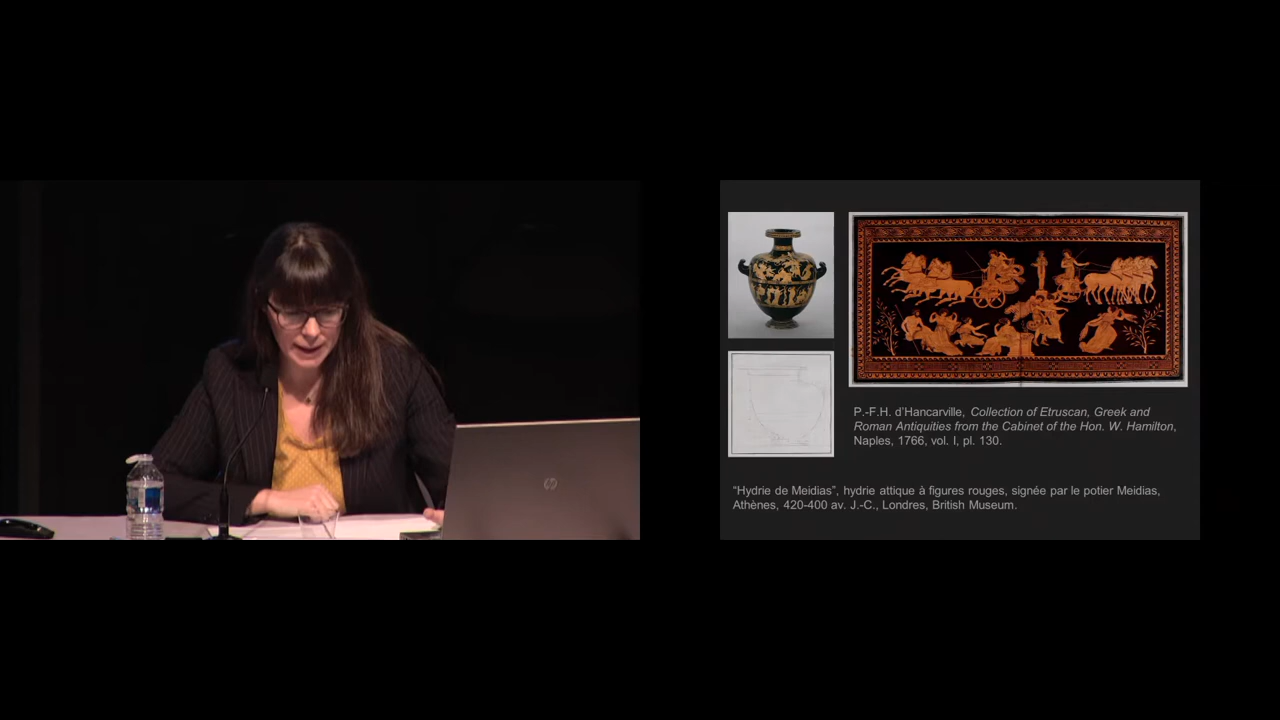 P.-F.H. d’Hancarville, Collection of Etruscan, Greek and
Roman Antiquities from the Cabinet of the Hon. W. Hamilton,
Naples, 1766, vol. I, pl. 130.
“Hydrie de Meidias”, hydrie attique à figures rouges, signée par le potier Meidias,
Athènes, 420-400 av. J.-C., Londres, British Museum.
hp